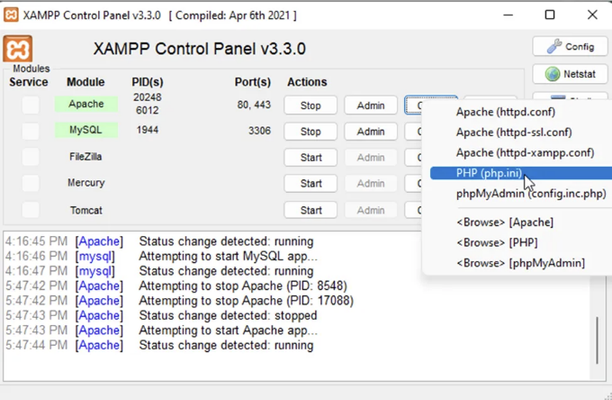 XAMPP Control Panel v3.3.0 [ Compiled: Apr 6th 2021 ]
XAMPP Control Panel v3.3.0
Config
Netstat
Modules
Service Module PID(s) Port(s) Actions
Apache 20248 6012 80, 443 Stop Admin
MySQL 1944 3306 Stop Admin
FileZilla Start Admin
Mercury Start Admin
Tomcat Start Admin
Apache (httpd.conf)
Apache (httpd-ssl.conf)
Apache (httpd-xampp.conf)
PHP (php.ini)
phpMyAdmin (config.inc.php)
<Browse> [Apache]
<Browse> [PHP]
<Browse> [phpMyAdmin]
4:16:45 PM [Apache] Status change detected: running
4:16:46 PM [mysql] Attempting to start MySQL app...
4:16:47 PM [mysql] Status change detected: running
5:47:42 PM [Apache] Attempting to stop Apache (PID: 8548)
5:47:42 PM [Apache] Attempting to stop Apache (PID: 17088)
5:47:43 PM [Apache] Status change detected: stopped
5:47:43 PM [Apache] Attempting to start Apache app...
5:47:44 PM [Apache] Status change detected: running